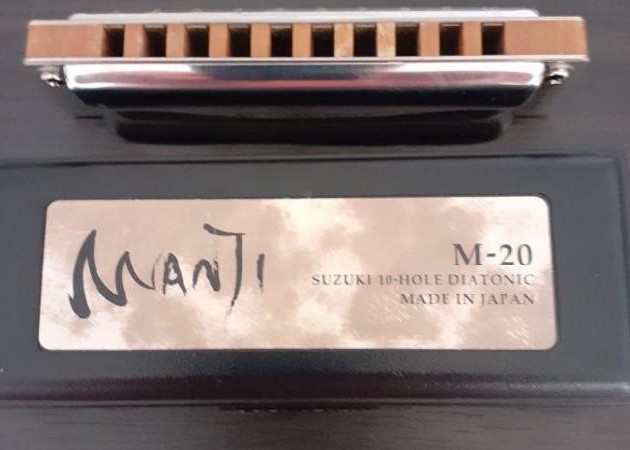 MANJI
M-20
SUZUKI 10-HOLE DIATONIC
MADE IN JAPAN